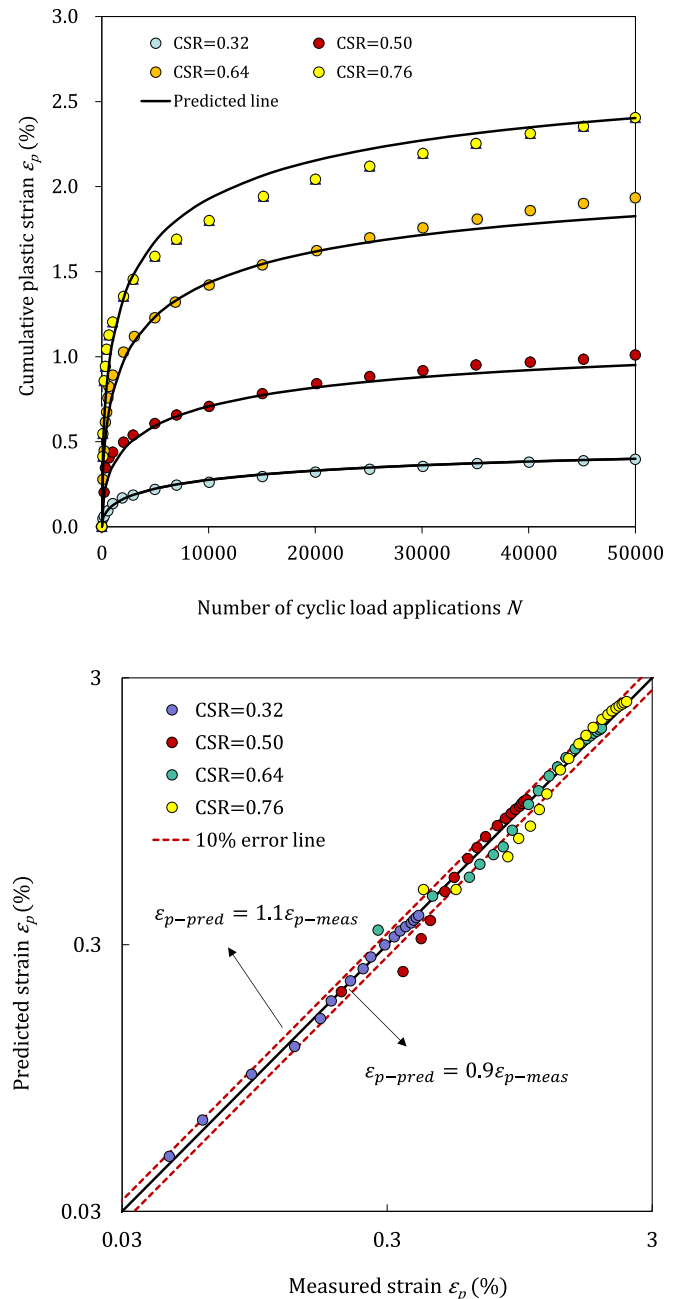 3.0
2.5
2.0
1.5
1.0
0.5
0.0
Cumulative plastic strian εp (%)
CSR=0.32 CSR=0.50
CSR=0.64 CSR=0.76
Predicted line
0 10000 20000 30000 40000 50000
Number of cyclic load applications N
3
0.3
0.03
Predicted strain εp (%)
CSR=0.32
CSR=0.50
CSR=0.64
CSR=0.76
10% error line
εp−pred = 1.1εp−meas
εp−pred = 0.9εp−meas
0.03 0.3 3
Measured strain εp (%)